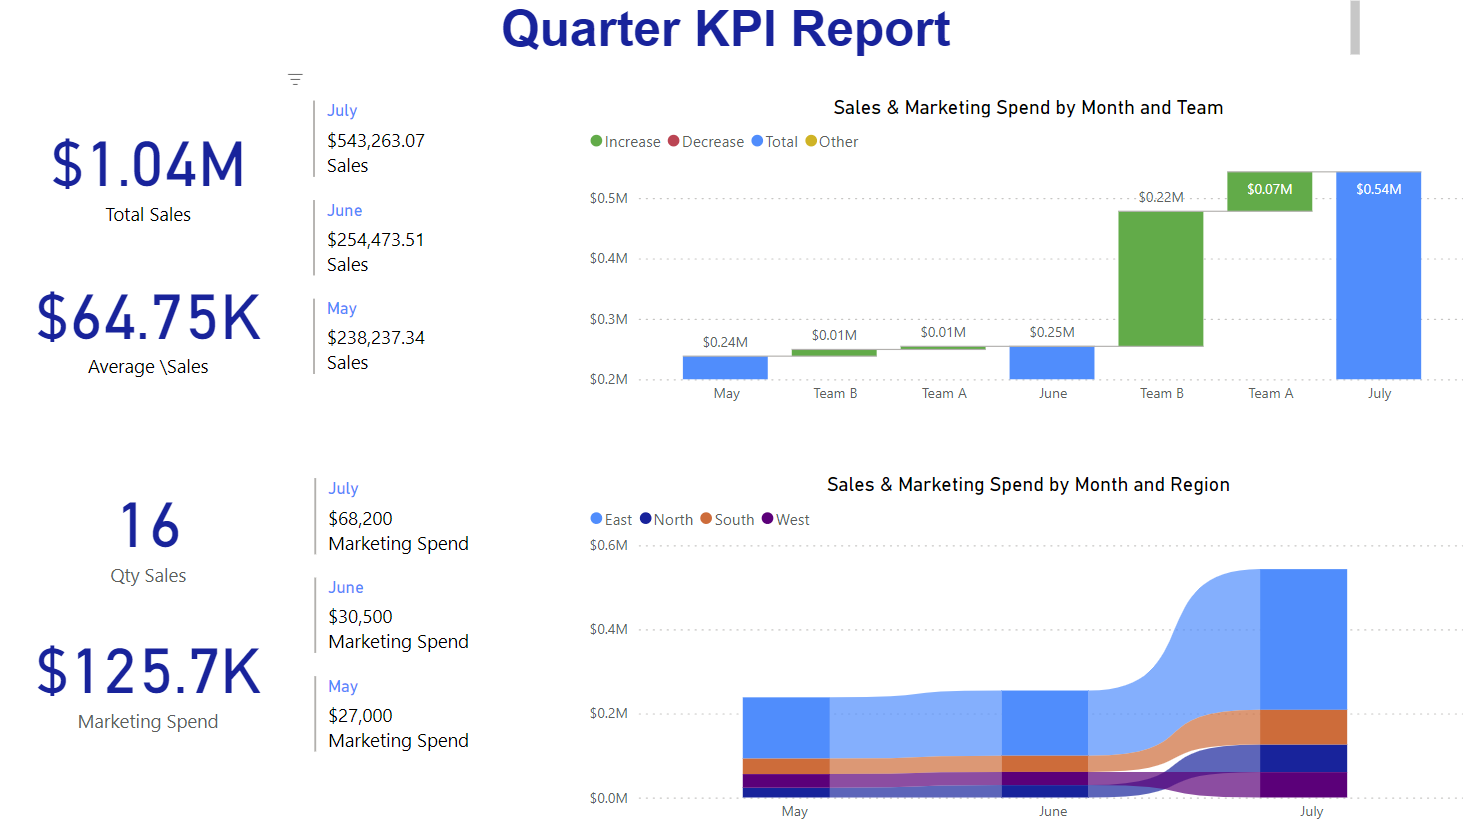 Quarter KPI Report
$1.04M
Total Sales
$64.75K
Average \Sales
July
$543,263.07
Sales
June
$254,473.51
Sales
May
$238,237.34
Sales
Sales & Marketing Spend by Month and Team
Increase Decrease Total Other
$0.5M
$0.4M
$0.3M
$0.2M
$0.24M
$0.01M
$0.01M
$0.25M
$0.22M
$0.07M
$0.54M
May Team B Team A June Team B Team A July
16
Qty Sales
$125.7K
Marketing Spend
July
$68,200
Marketing Spend
June
$30,500
Marketing Spend
May
$27,000
Marketing Spend
Sales & Marketing Spend by Month and Region
East North South West
$0.6M
$0.4M
$0.2M
$0.0M
May June July